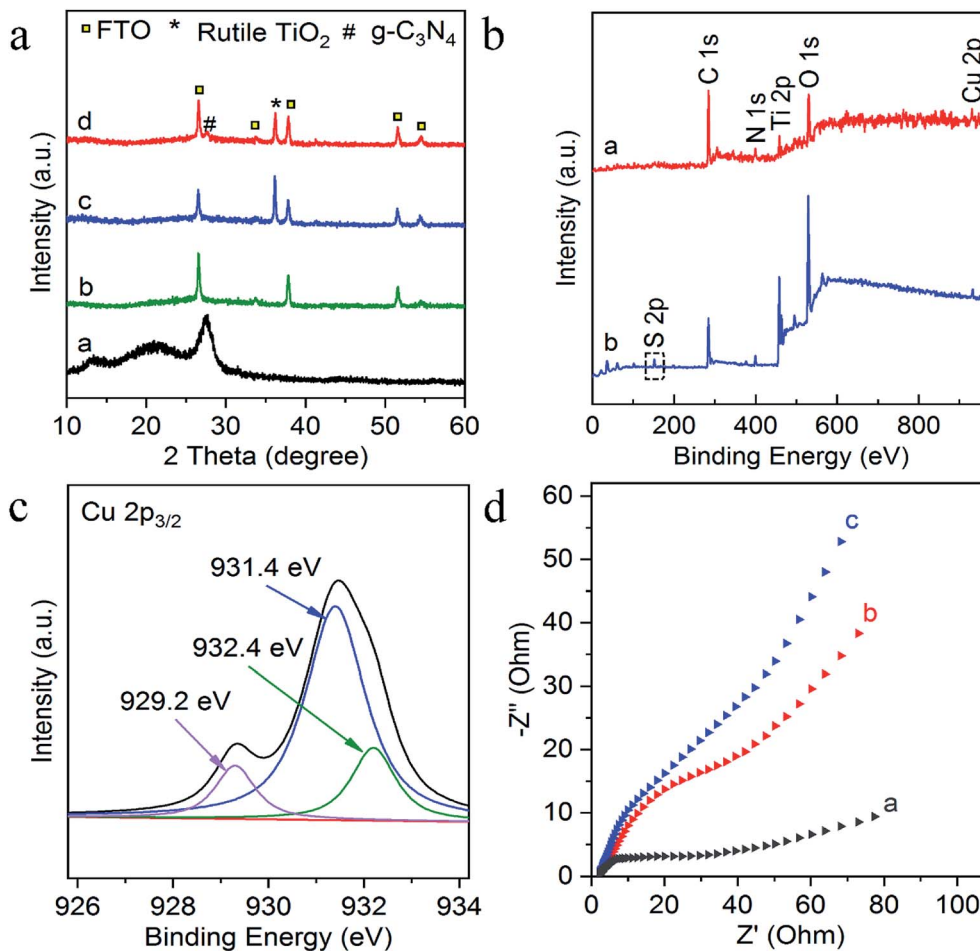 a
FTO * Rutile TiO₂ # g-C₃N₄
d
*
#
c
b
a
Intensity (a.u.)
10 20 30 40 50 60
2 Theta (degree)
b
C 1s
N 1s
Ti 2p
O 1s
Cu 2p
a
S 2p
b
Intensity (a.u.)
0 200 400 600 800
Binding Energy (eV)
c
Cu 2p₃/₂
931.4 eV
932.4 eV
929.2 eV
Intensity (a.u.)
926 928 930 932 934
Binding Energy (eV)
d
60
c
b
40
-Z" (Ohm)
20
a
0
0 20 40 60 80 100
Z' (Ohm)